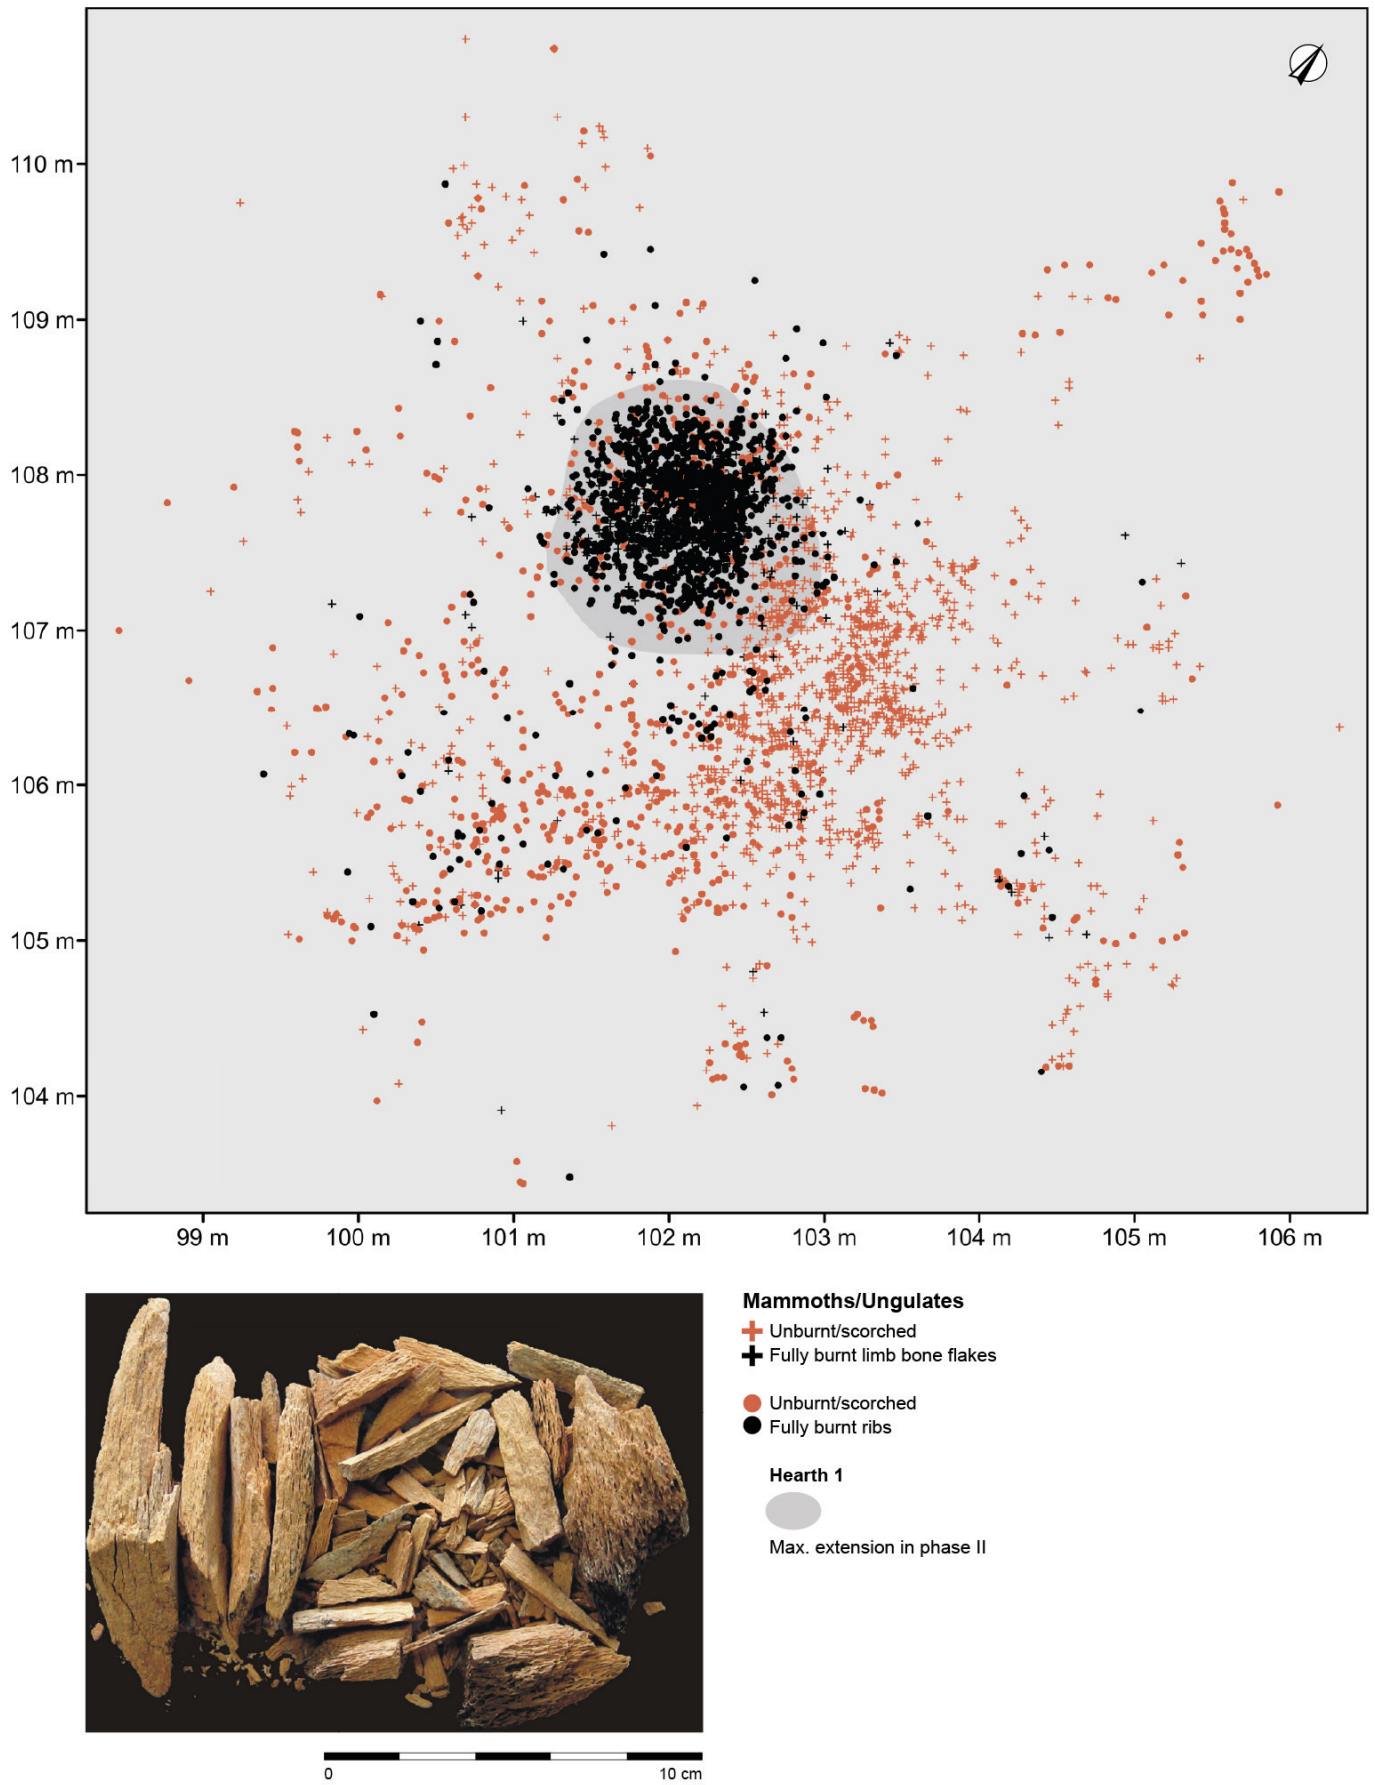 110 m
109 m
108 m
107 m
106 m
105 m
104 m
99 m 100 m 101 m 102 m 103 m 104 m 105 m 106 m
Mammoths/Ungulates
Unburnt/scorched
Fully burnt limb bone flakes
Unburnt/scorched
Fully burnt ribs
Hearth 1
Max. extension in phase II
0 10 cm